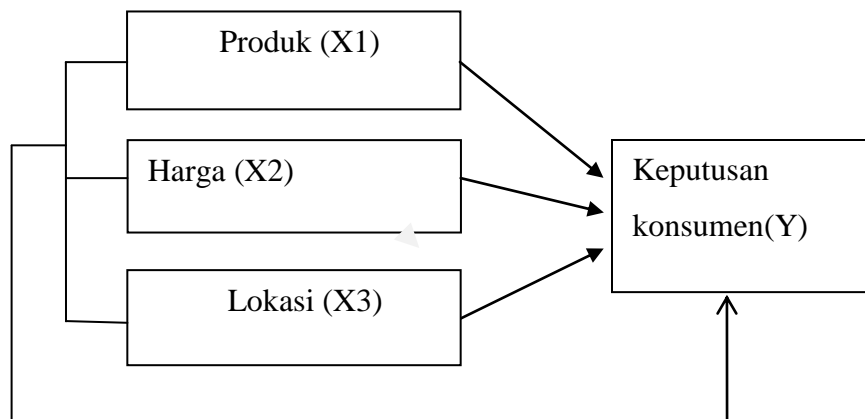 Produk (X1)
Harga (X2)
Keputusan
konsumen(Y)
Lokasi (X3)